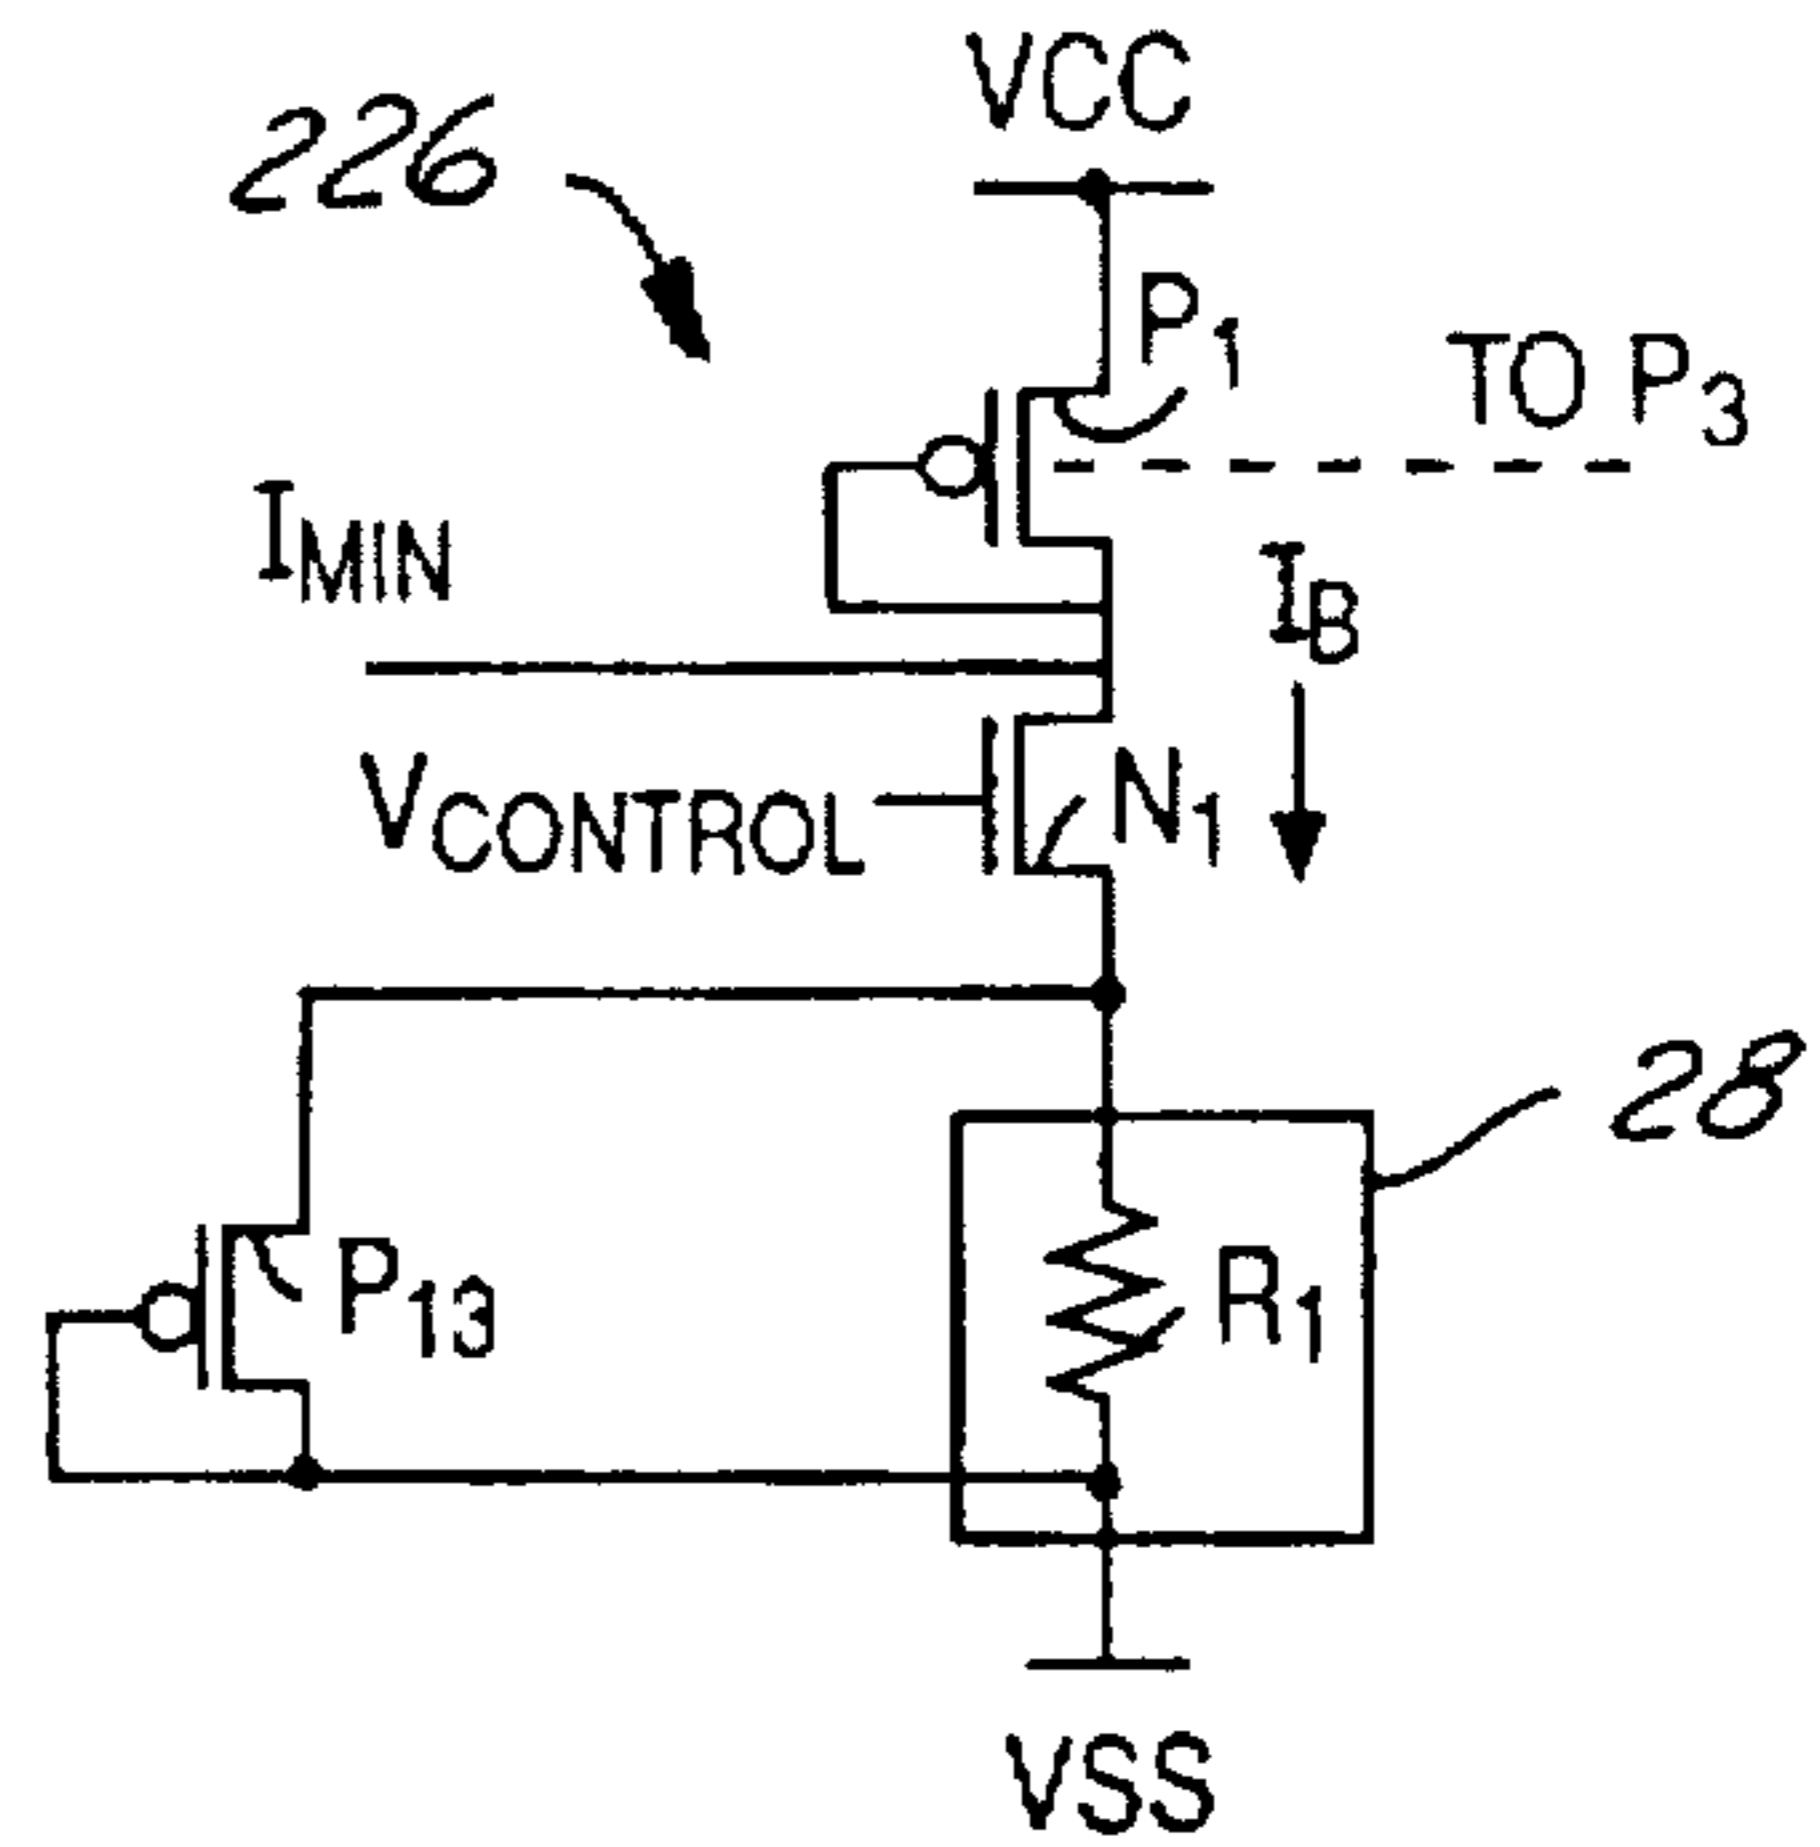 VCC
226
P1
TO P3
IMIN
IB
VCONTROL
N1
28
P13
R1
VSS